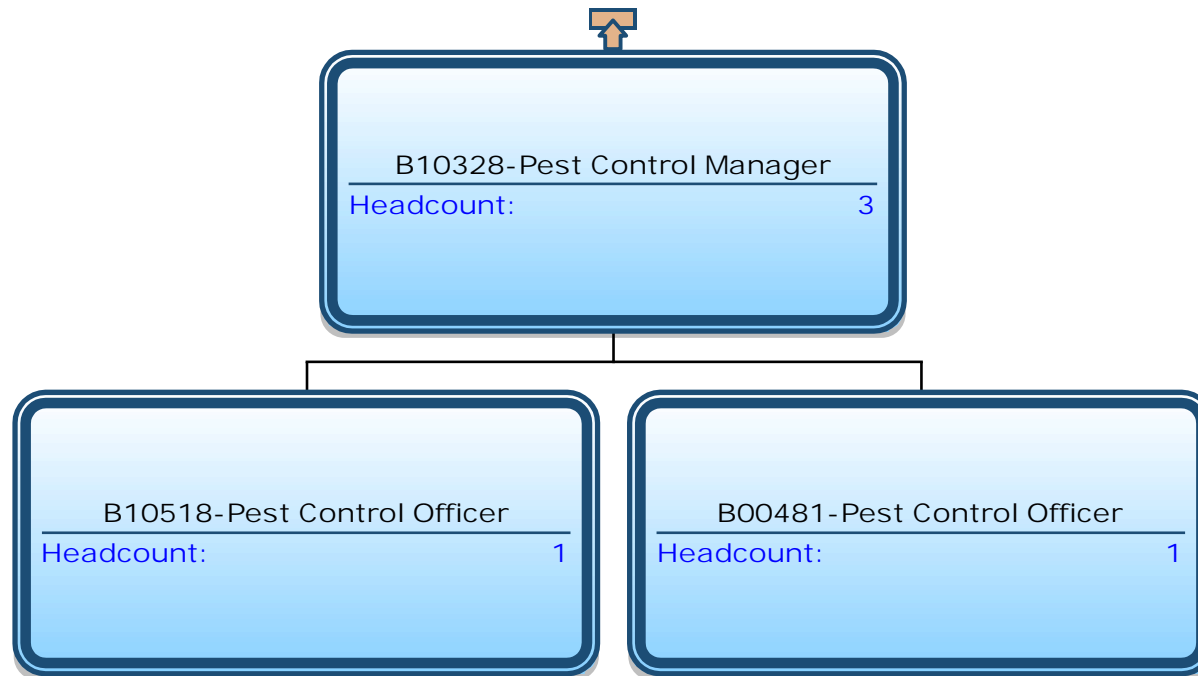 B10328-Pest Control Manager
Headcount: 3
B10518-Pest Control Officer
Headcount: 1
B00481-Pest Control Officer
Headcount: 1